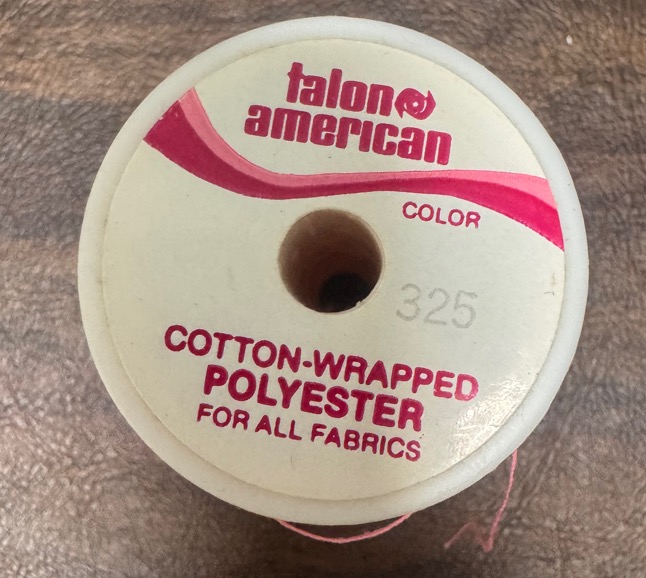 talon
american
COLOR
325
COTTON-WRAPPED
POLYESTER
FOR ALL FABRICS